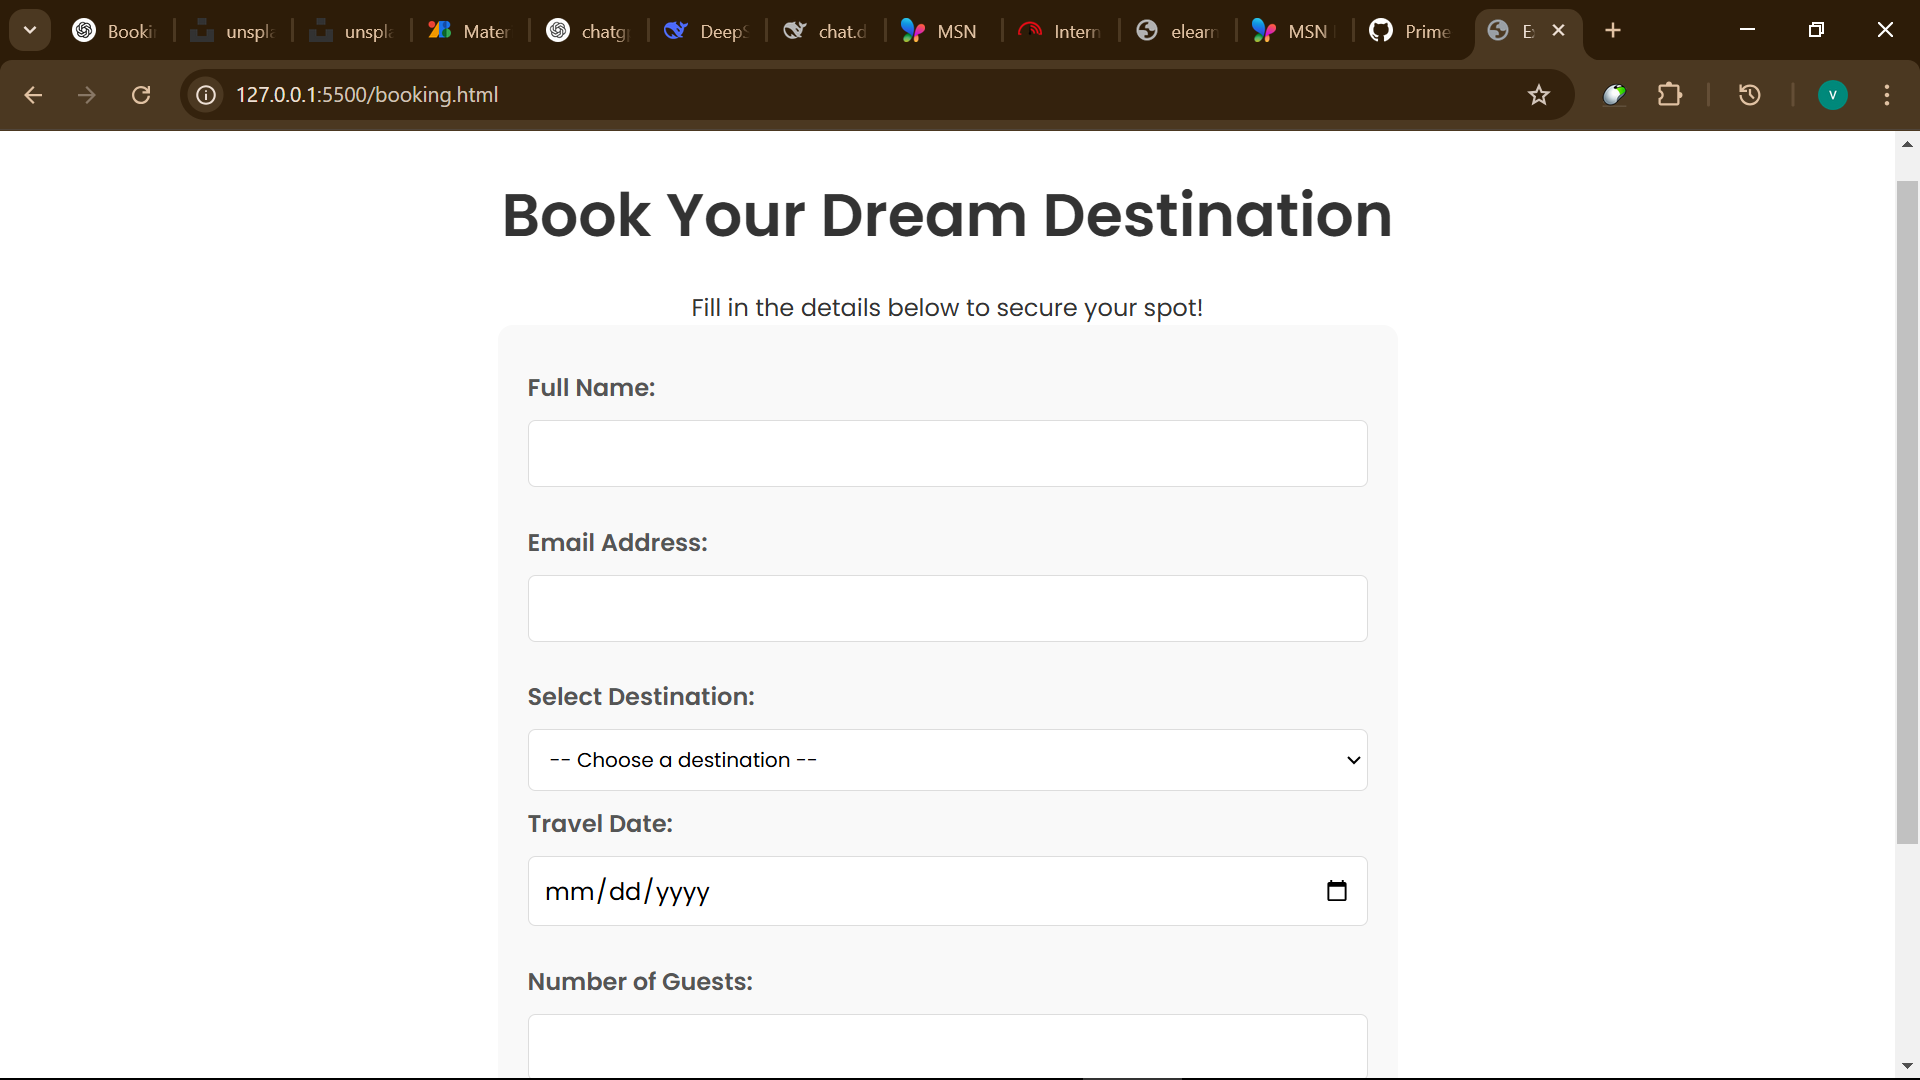 Booki
unspla
unspla
Mater
chatg
DeepS
chat.d
MSN
Intern
elearn
MSN
Prime
127.0.0.1:5500/booking.html
V
Book Your Dream Destination
Fill in the details below to secure your spot!
Full Name:
Email Address:
Select Destination:
-- Choose a destination --
Travel Date:
mm/dd/yyyy
Number of Guests: